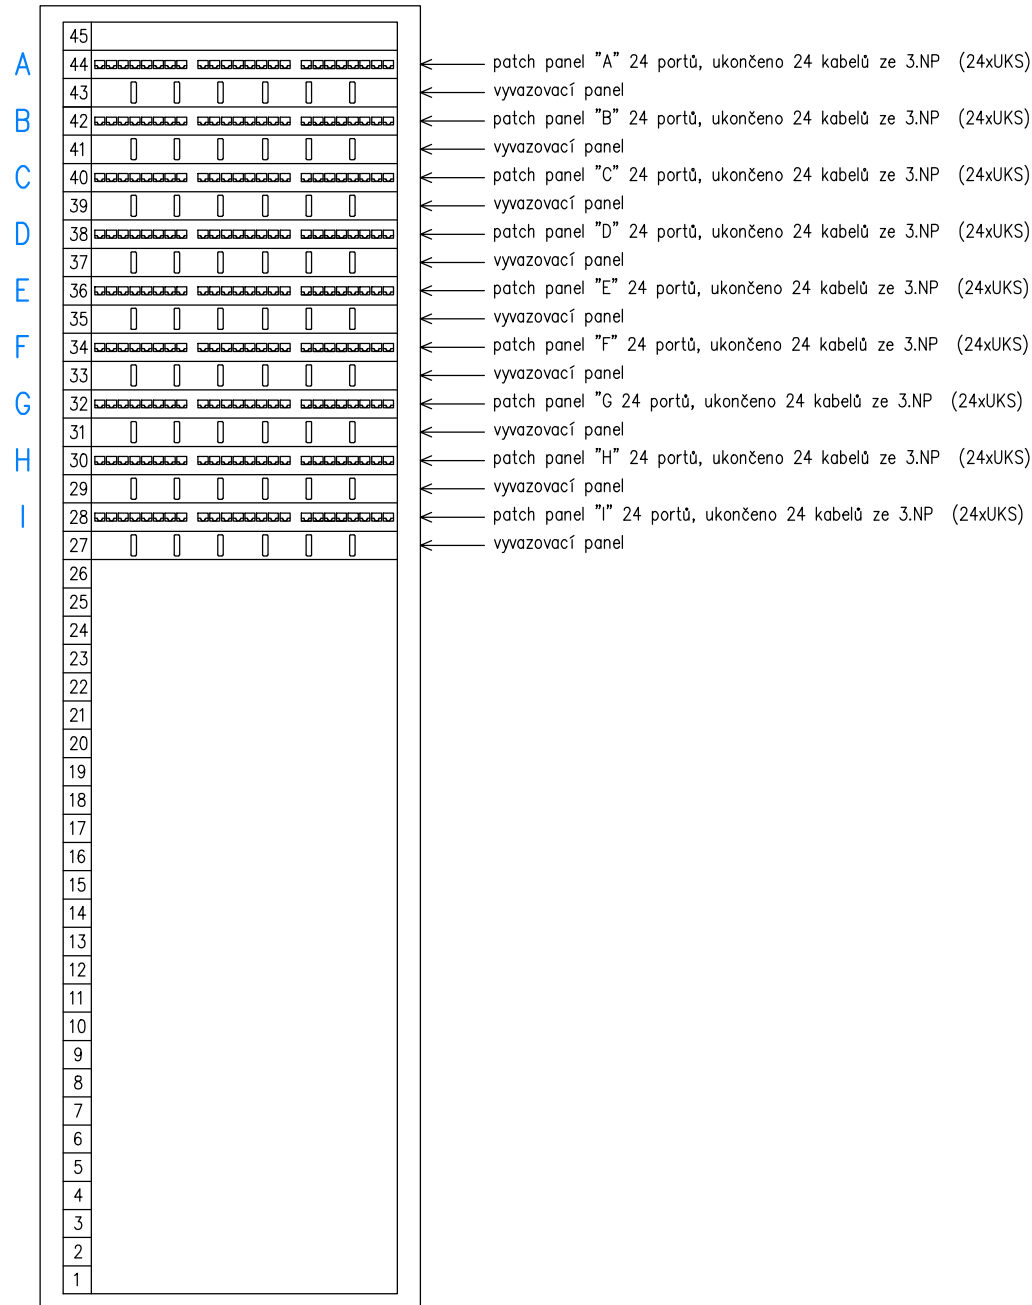 45
A 44 patch panel "A" 24 portů, ukončeno 24 kabelů ze 3.NP (24xUKS)
43 vyvazovací panel
B 42 patch panel "B" 24 portů, ukončeno 24 kabelů ze 3.NP (24xUKS)
41 vyvazovací panel
C 40 patch panel "C" 24 portů, ukončeno 24 kabelů ze 3.NP (24xUKS)
39 vyvazovací panel
D 38 patch panel "D" 24 portů, ukončeno 24 kabelů ze 3.NP (24xUKS)
37 vyvazovací panel
E 36 patch panel "E" 24 portů, ukončeno 24 kabelů ze 3.NP (24xUKS)
35 vyvazovací panel
F 34 patch panel "F" 24 portů, ukončeno 24 kabelů ze 3.NP (24xUKS)
33 vyvazovací panel
G 32 patch panel "G 24 portů, ukončeno 24 kabelů ze 3.NP (24xUKS)
31 vyvazovací panel
H 30 patch panel "H" 24 portů, ukončeno 24 kabelů ze 3.NP (24xUKS)
29 vyvazovací panel
I 28 patch panel "I" 24 portů, ukončeno 24 kabelů ze 3.NP (24xUKS)
27 vyvazovací panel
26
25
24
23
22
21
20
19
18
17
16
15
14
13
12
11
10
9
8
7
6
5
4
3
2
1